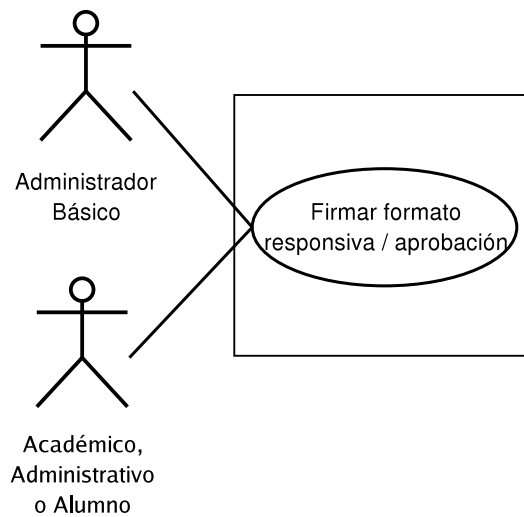 Administrador
Básico
Firmar formato
responsiva / aprobación
Académico,
Administrativo
o Alumno